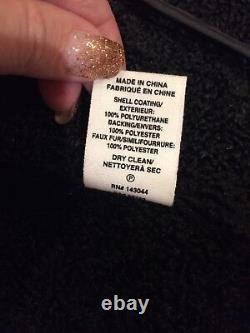 MADE IN CHINA
FABRIQUÉ EN CHINE
SHELL COATING/
EXTERIEUR:
100% POLYURETHANE
BACKING/ENVERS:
100% POLYESTER
FAUX FUR/SIMILIFOURRURE:
100% POLYESTER
DRY CLEAN/
NETTOYER À SEC
P
RN# 143044